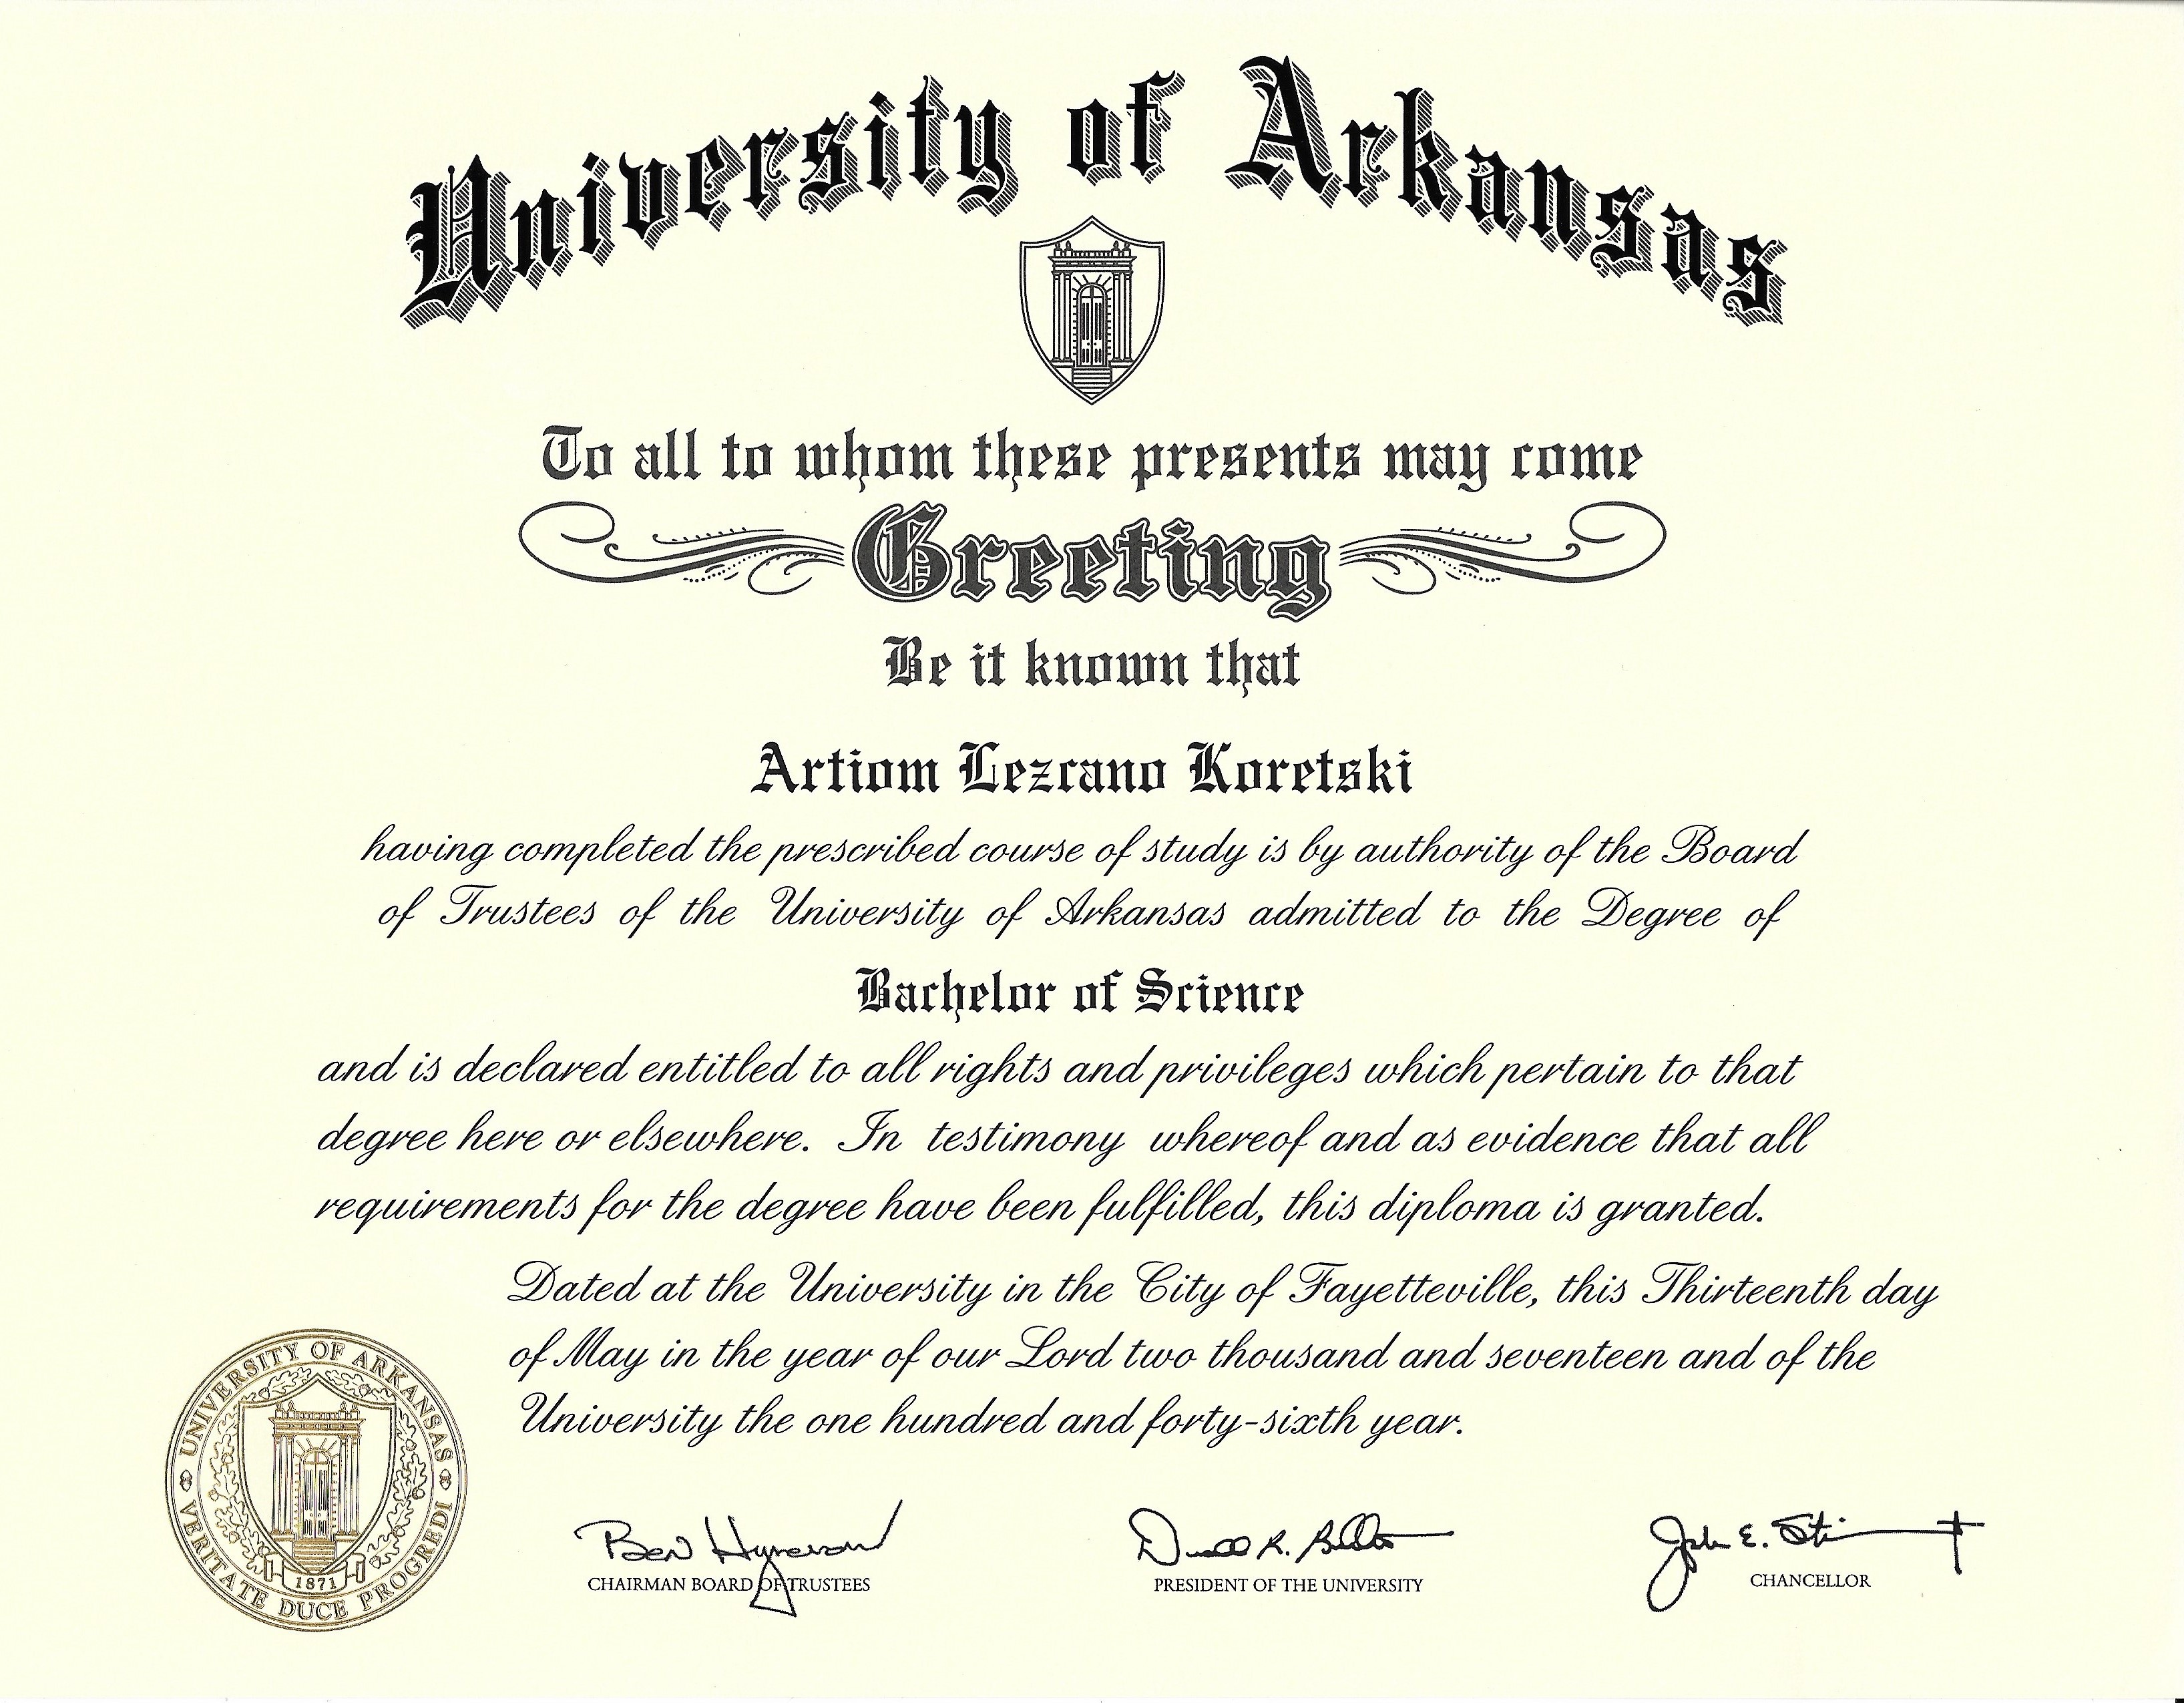 University of Arkansas
To all to whom these presents may come
Greeting
Be it known that
Artiom Lezcano Koretski
having completed the prescribed course of study is by authority of the Board
of Trustees of the University of Arkansas admitted to the Degree of
Bachelor of Science
and is declared entitled to all rights and privileges which pertain to that
degree here or elsewhere. In testimony whereof and as evidence that all
requirements for the degree have been fulfilled, this diploma is granted.
Dated at the University in the City of Fayetteville, this Thirteenth day
of May in the year of our Lord two thousand and seventeen and of the
University the one hundred and forty-sixth year.
UNIVERSITY OF ARKANSAS
VERITATE DUCE PROGREDI
1871
Ben Hyneson
CHAIRMAN BOARD OF TRUSTEES
R.
PRESIDENT OF THE UNIVERSITY
John E.
CHANCELLOR